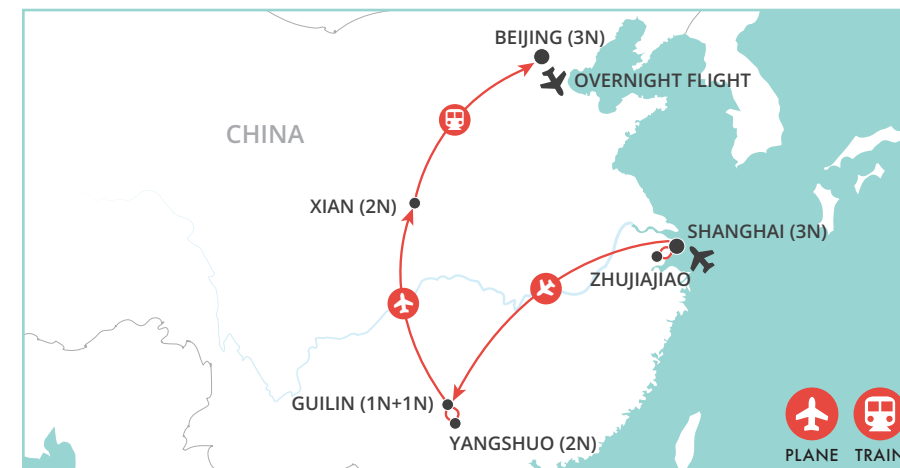 BEIJING (3N)
OVERNIGHT FLIGHT
CHINA
XIAN (2N)
SHANGHAI (3N)
ZHUJIAJIAO
GUILIN (1N+1N)
YANGSHUO (2N)
PLANE
TRAIN